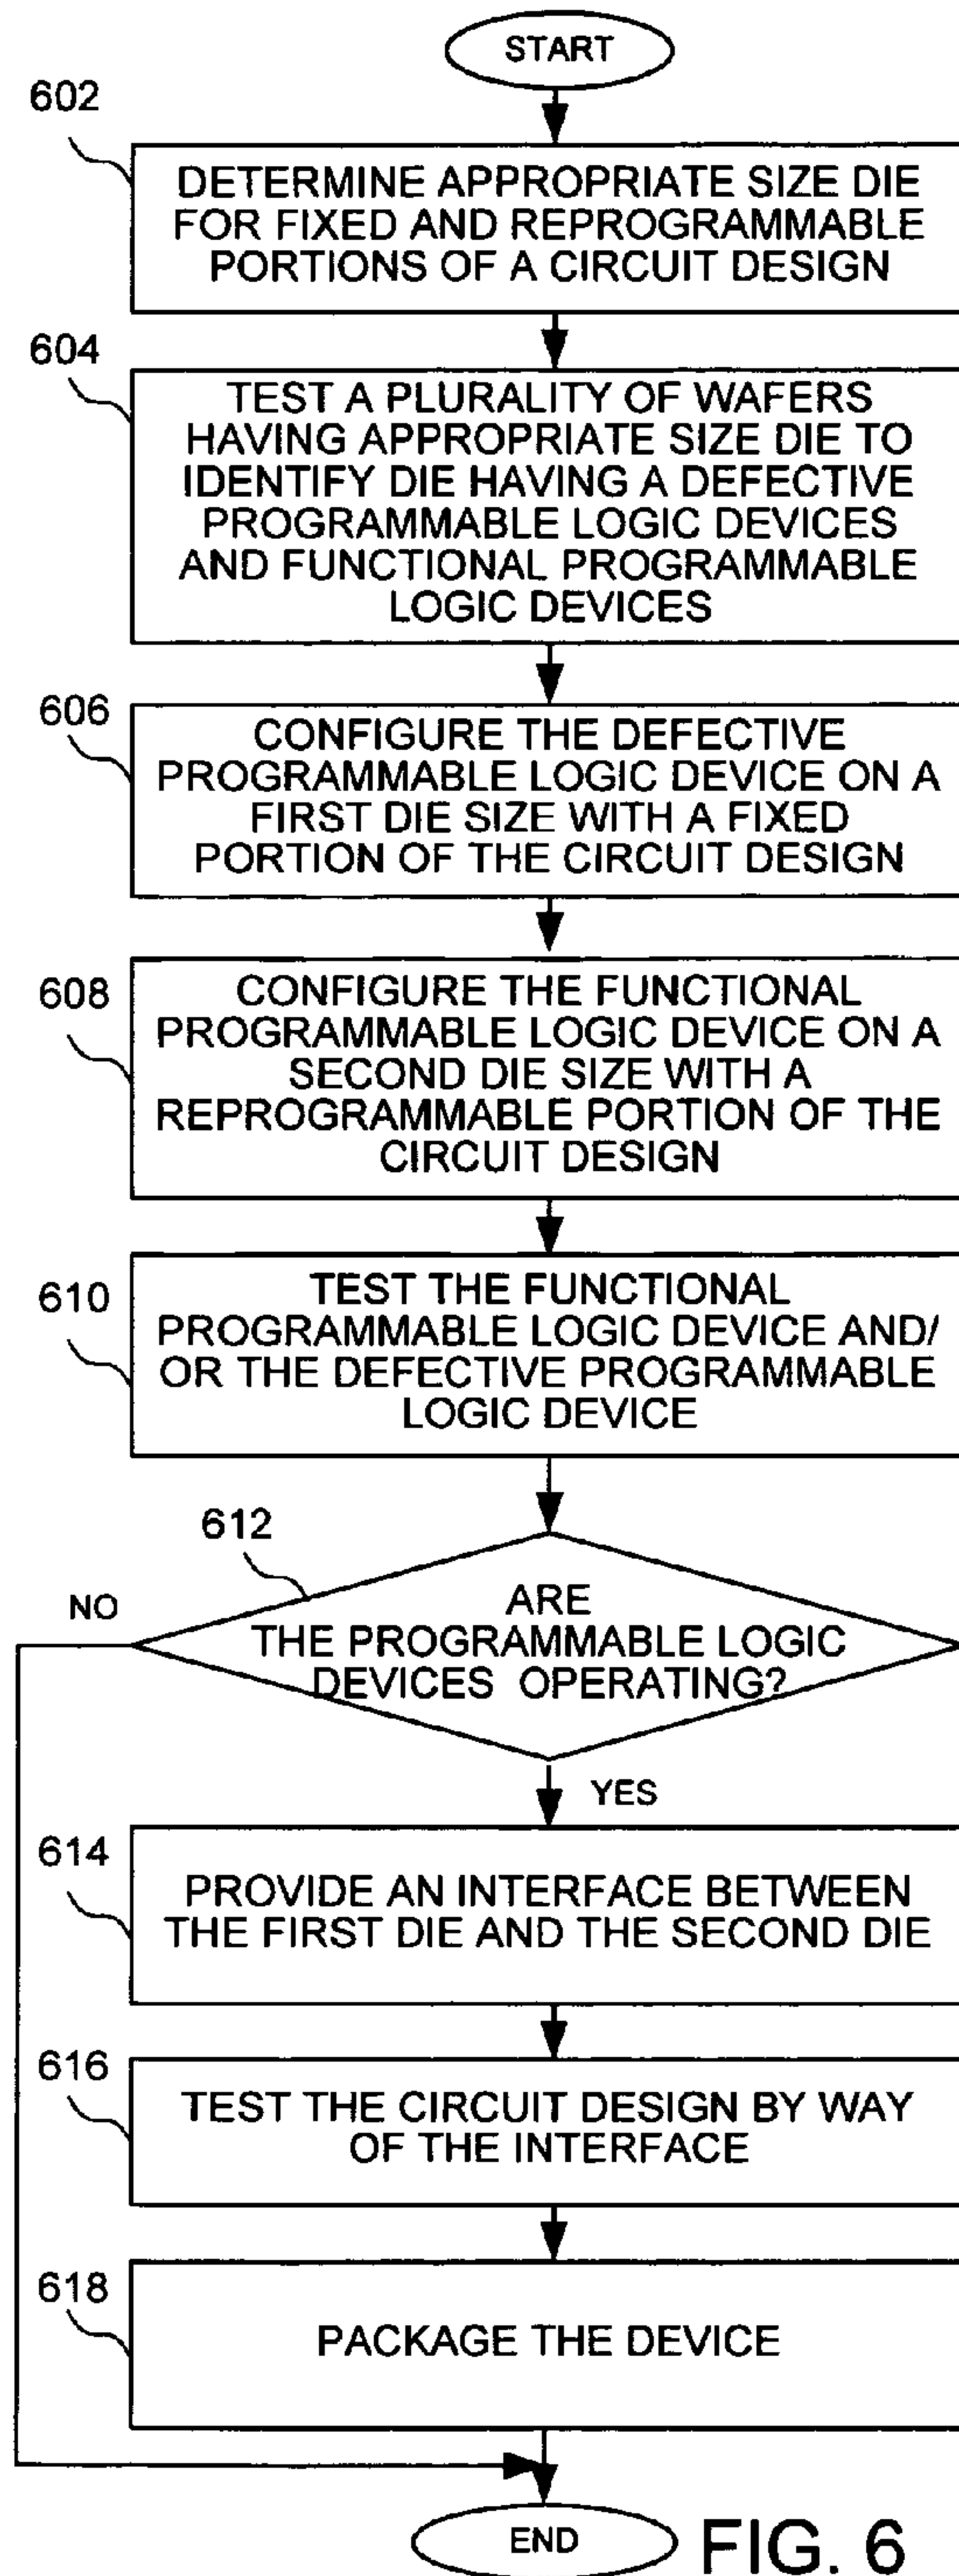 START
602
DETERMINE APPROPRIATE SIZE DIE
FOR FIXED AND REPROGRAMMABLE
PORTIONS OF A CIRCUIT DESIGN
604
TEST A PLURALITY OF WAFERS
HAVING APPROPRIATE SIZE DIE TO
IDENTIFY DIE HAVING A DEFECTIVE
PROGRAMMABLE LOGIC DEVICES
AND FUNCTIONAL PROGRAMMABLE
LOGIC DEVICES
606
CONFIGURE THE DEFECTIVE
PROGRAMMABLE LOGIC DEVICE ON A
FIRST DIE SIZE WITH A FIXED
PORTION OF THE CIRCUIT DESIGN
608
CONFIGURE THE FUNCTIONAL
PROGRAMMABLE LOGIC DEVICE ON A
SECOND DIE SIZE WITH A
REPROGRAMMABLE PORTION OF THE
CIRCUIT DESIGN
610
TEST THE FUNCTIONAL
PROGRAMMABLE LOGIC DEVICE AND/
OR THE DEFECTIVE PROGRAMMABLE
LOGIC DEVICE
612
NO
ARE
THE PROGRAMMABLE LOGIC
DEVICES OPERATING?
YES
614
PROVIDE AN INTERFACE BETWEEN
THE FIRST DIE AND THE SECOND DIE
616
TEST THE CIRCUIT DESIGN BY WAY
OF THE INTERFACE
618
PACKAGE THE DEVICE
END
FIG. 6